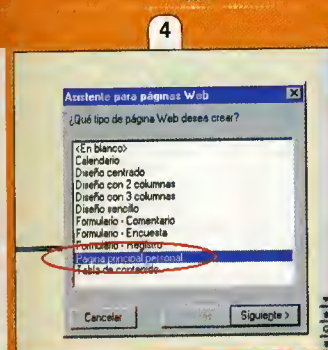 4
Asistente para páginas Web
¿Qué tipo de página Web desea crear?
<En blanco>
Calendario
Diseño centrado
Diseño con 2 columnas
Diseño con 3 columnas
Diseño sencillo
Formulario - Comentario
Formulario - Encuesta
Formulario - Registro
Página principal personal
Tabla de contenido
Cancelar
Siguiente >